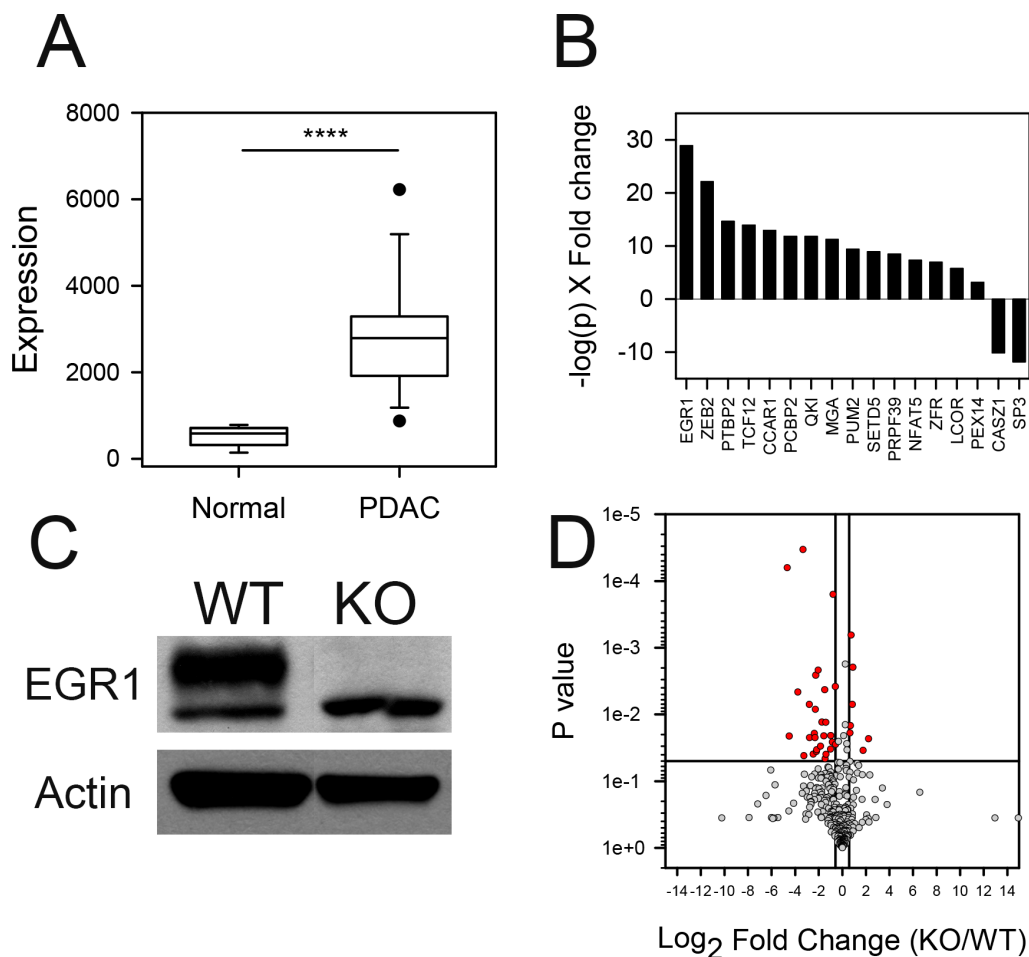 A
8000
6000
4000
2000
0
Expression
****
Normal
PDAC
B
30
20
10
0
-10
-log(p) X Fold change
EGR1
ZEB2
PTBP2
TCF12
CCAR1
PCBP2
QKI
MGA
PUM2
SETD5
PRPF39
NFAT5
ZFR
LCOR
PEX14
CASZ1
SP3
C
WT KO
EGR1
Actin
D
1e-5
1e-4
1e-3
1e-2
1e-1
1e+0
P value
-14 -12 -10 -8 -6 -4 -2 0 2 4 6 8 10 12 14
Log2 Fold Change (KO/WT)